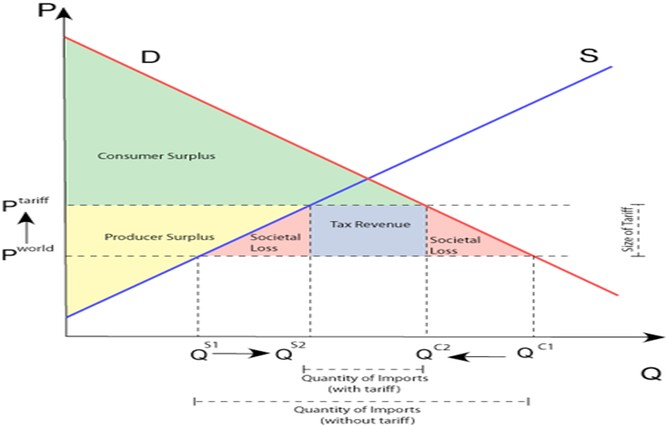 P
D
S
Consumer Surplus
P tariff
Tax Revenue
Producer Surplus
Societal
Loss
Societal
Loss
Size of Tariff
P world
Q S1
Q S2
Q C2
Q C1
Q
Quantity of Imports
(with tariff)
Quantity of Imports
(without tariff)